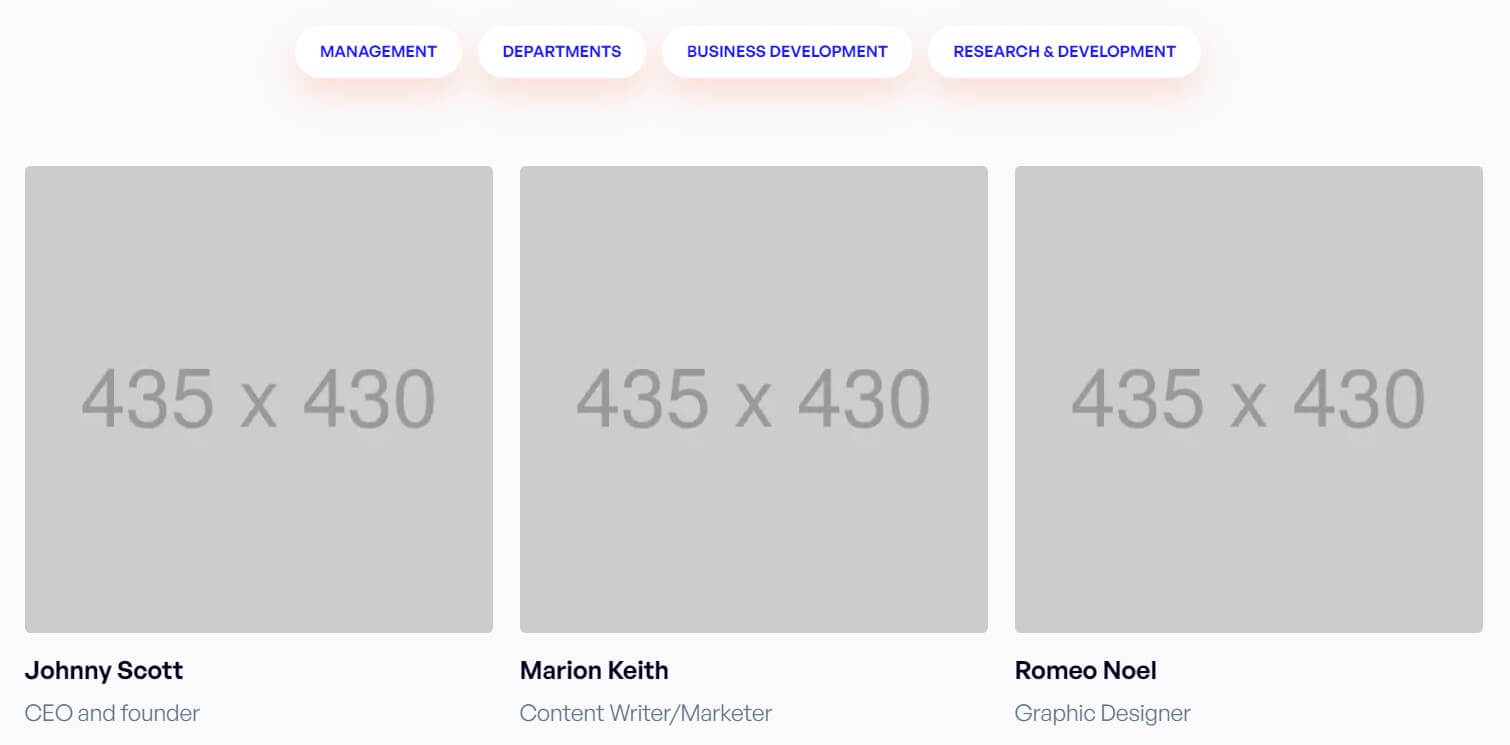 MANAGEMENT
DEPARTMENTS
BUSINESS DEVELOPMENT
RESEARCH & DEVELOPMENT
435 x 430
435 x 430
435 x 430
Johnny Scott
CEO and founder
Marion Keith
Content Writer/Marketer
Romeo Noel
Graphic Designer